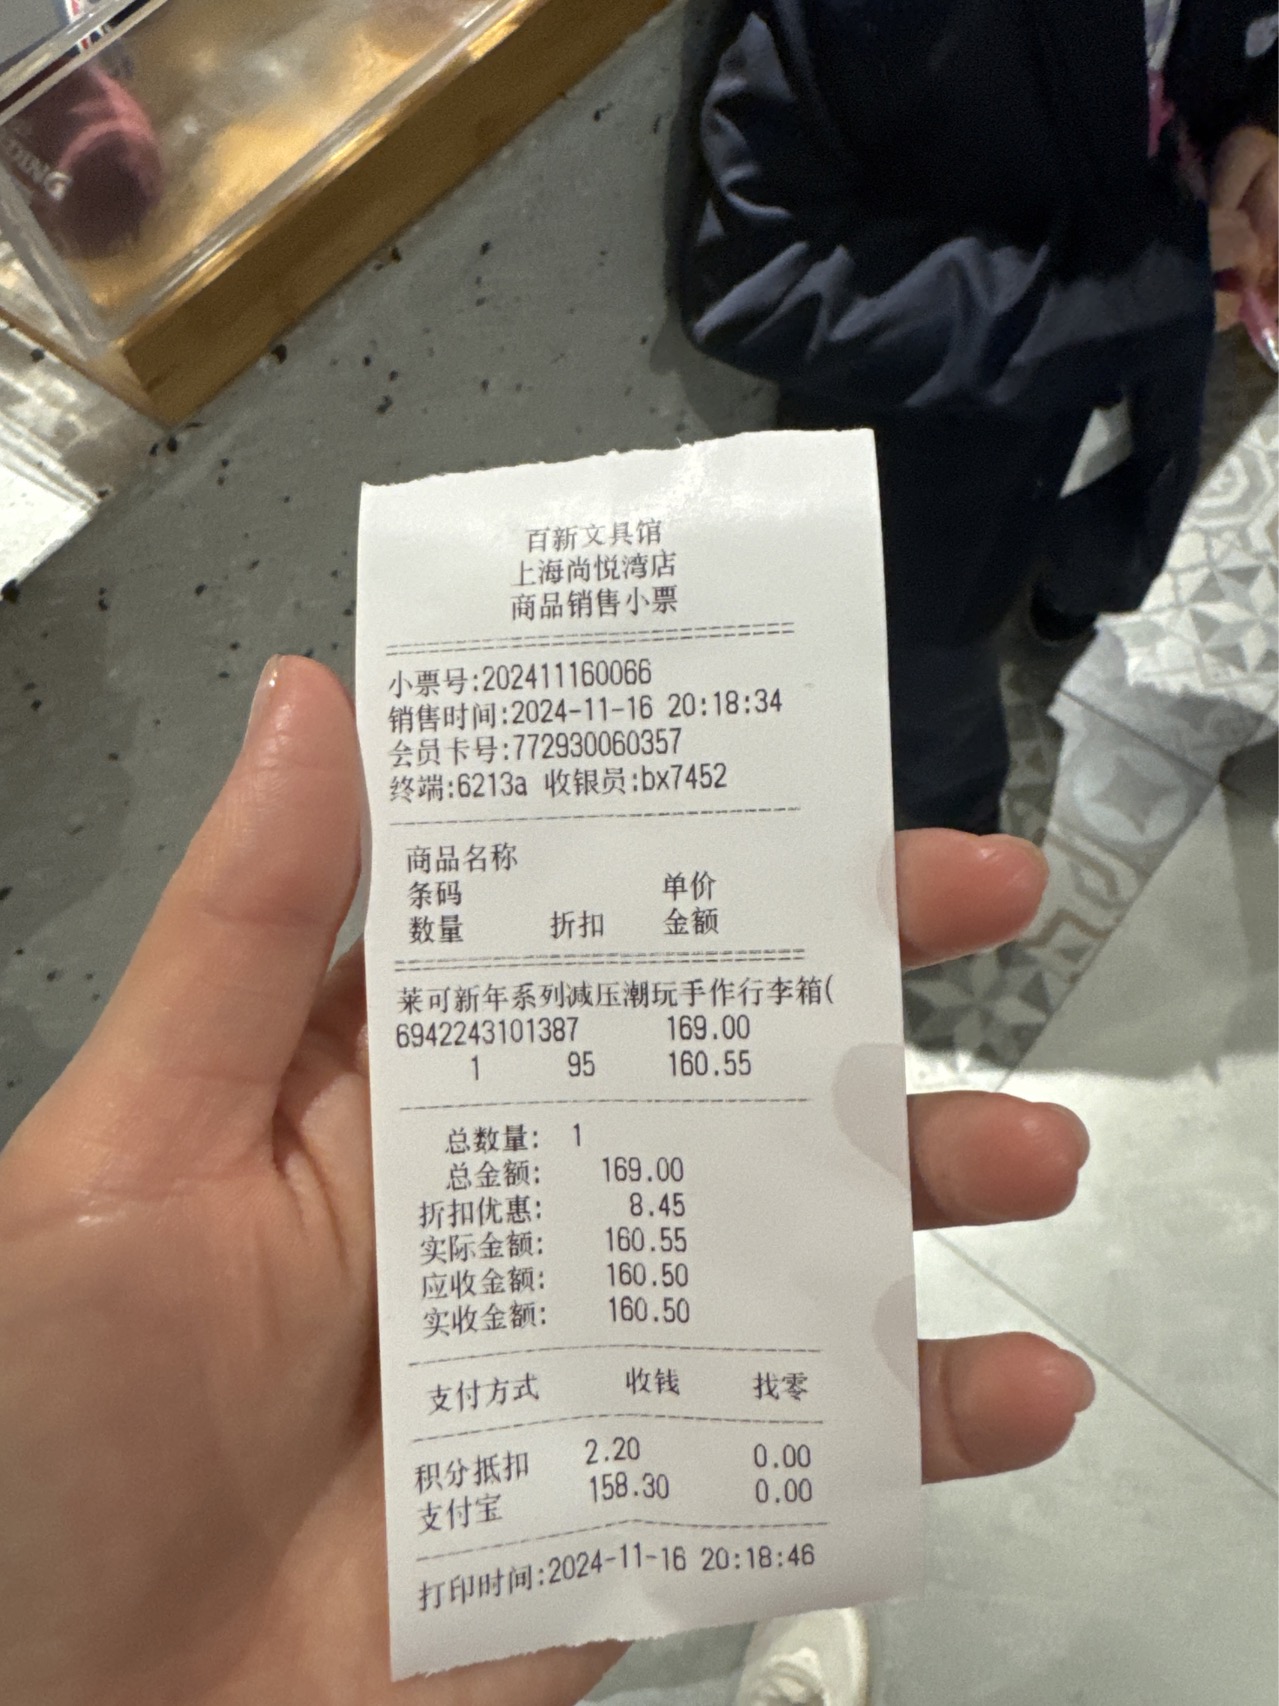 百新文具馆
上海尚悦湾店
商品销售小票
小票号:202411160066
销售时间:2024-11-16 20:18:34
会员卡号:772930060357
终端:6213a 收银员:bx7452
商品名称
条码 单价
数量 折扣 金额
莱可新年系列减压潮玩手作行李箱(
6942243101387 169.00
1 95 160.55
总数量: 1
总金额: 169.00
折扣优惠: 8.45
实际金额: 160.55
应收金额: 160.50
实收金额: 160.50
支付方式 收钱 找零
积分抵扣 2.20 0.00
支付宝 158.30 0.00
打印时间:2024-11-16 20:18:46